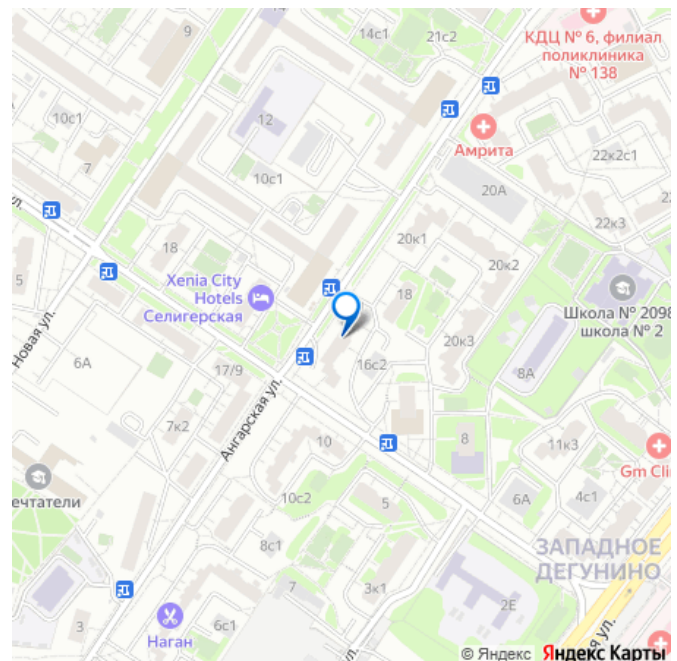 9
14с1
21с2
КДЦ № 6, филиал
поликлиника
№ 138
10с1
12
Амрита
7
10с1
22к2с1
20А
22к3
ул.
18
20к1
5
Xenia City
Hotels
Селигерская
20к2
18
Школа № 2098
школа № 2
Новая ул.
20к3
6А
16с2
17/9
8А
Ангарская ул.
7к2
10
8
11к3
Gm Cli
ечтатели
10с2
5
6А
4с1
8с1
ЗАПАДНОЕ
ДЕГУНИНО
7
3к1
2Е
3
Наган
6с1
ая ул.
© Яндекс Яндекс Карты